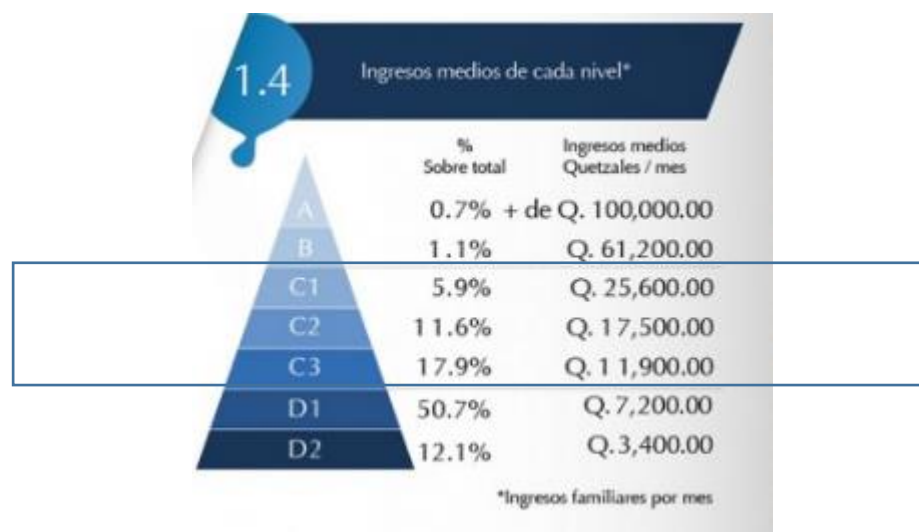 1.4
Ingresos medios de cada nivel*
% Ingresos medios
Sobre total Quetzales / mes
A 0.7% + de Q. 100,000.00
B 1.1% Q. 61,200.00
C1 5.9% Q. 25,600.00
C2 11.6% Q. 17,500.00
C3 17.9% Q. 11,900.00
D1 50.7% Q. 7,200.00
D2 12.1% Q. 3,400.00
*Ingresos familiares por mes